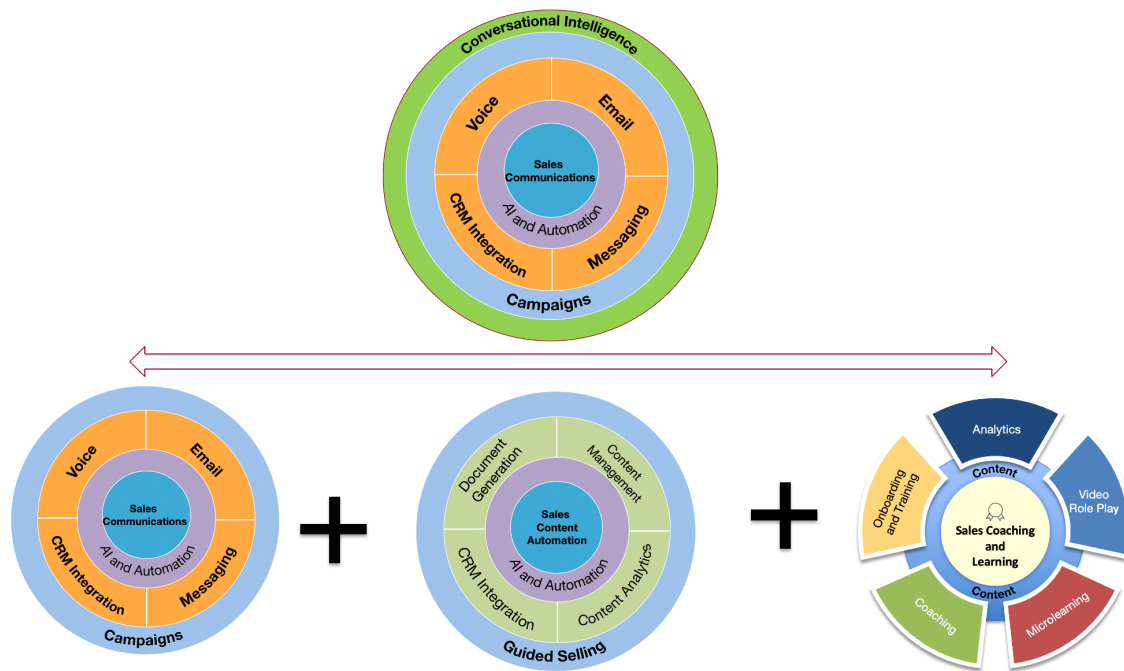 Conversational Intelligence
Voice
Email
Sales
Communications
AI and Automation
CRM Integration
Messaging
Campaigns
Voice
Email
Sales
Communications
AI and Automation
CRM Integration
Messaging
Campaigns
Document
Generation
Content
Management
Sales
Content
Automation
AI and Automation
CRM Integration
Content Analytics
Guided Selling
Analytics
Onboarding
and Training
Content
Video
Role Play
Sales Coaching
and
Learning
Content
Coaching
Microlearning